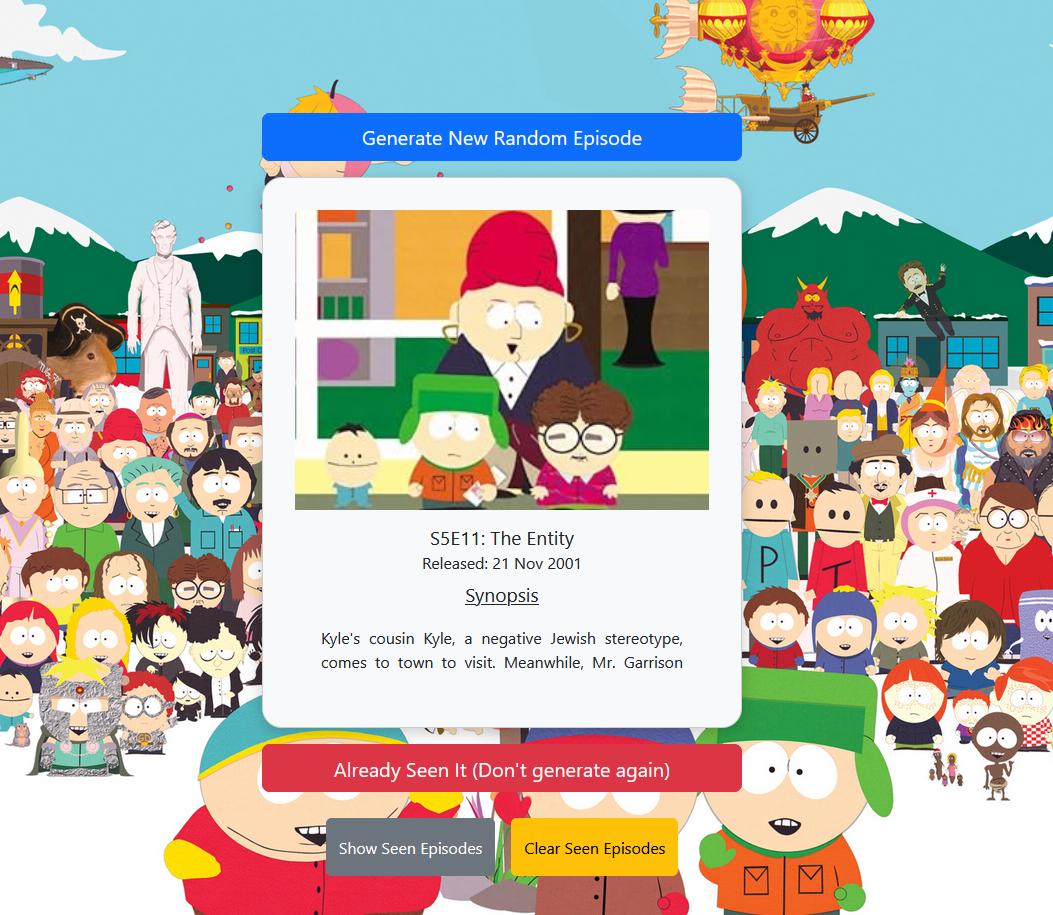 Generate New Random Episode
Post O
S5E11: The Entity
Released: 21 Nov 2001
Synopsis
Kyle's cousin Kyle, a negative Jewish stereotype,
comes to town to visit. Meanwhile, Mr. Garrison
P
T
Already Seen It (Don't generate again)
Show Seen Episodes
Clear Seen Episodes